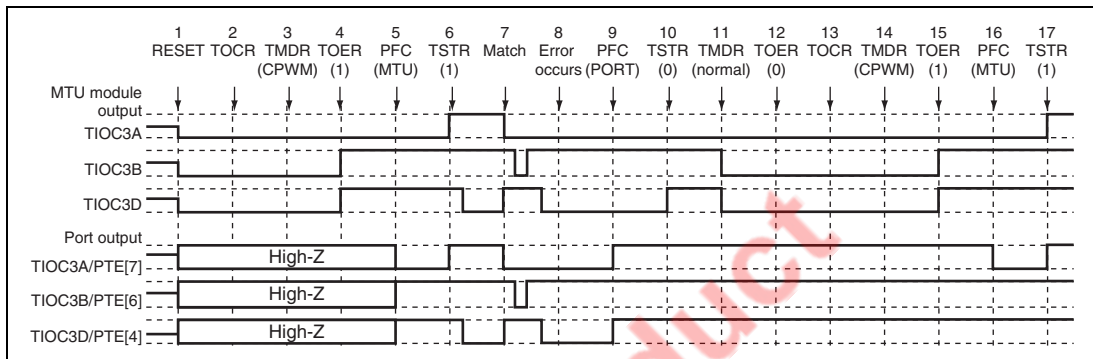 1 2 3 4 5 6 7 8 9 10 11 12 13 14 15 16 17
RESET TOCR TMDR TOER PFC TSTR Match Error PFC TSTR TMDR TOER TOCR TMDR TOER PFC TSTR
(CPWM) (1) (MTU) (1) occurs (PORT) (0) (normal) (0) (CPWM) (1) (MTU) (1)
MTU module
output
TIOC3A
TIOC3B
TIOC3D
Port output
TIOC3A/PTE[7] High-Z
TIOC3B/PTE[6] High-Z
TIOC3D/PTE[4] High-Z
duct